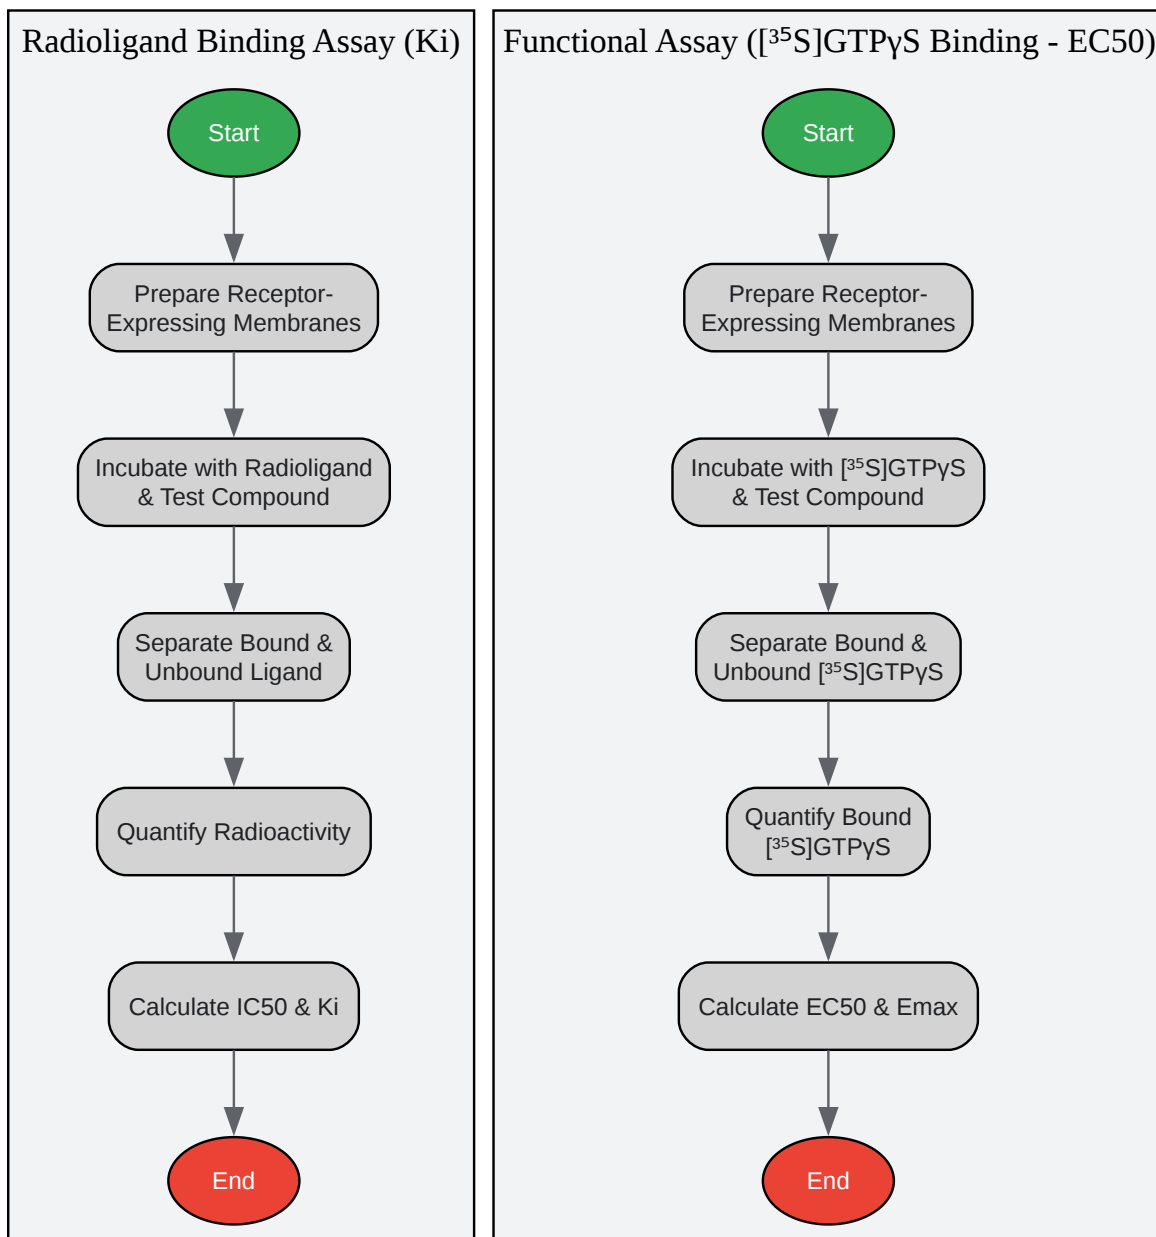 Radioligand Binding Assay (Ki)
Start
Prepare Receptor-
Expressing Membranes
Incubate with Radioligand
& Test Compound
Separate Bound &
Unbound Ligand
Quantify Radioactivity
Calculate IC50 & Ki
End
Functional Assay ([³⁵S]GTPγS Binding - EC50)
Start
Prepare Receptor-
Expressing Membranes
Incubate with [³⁵S]GTPγS
& Test Compound
Separate Bound &
Unbound [³⁵S]GTPγS
Quantify Bound
[³⁵S]GTPγS
Calculate EC50 & Emax
End